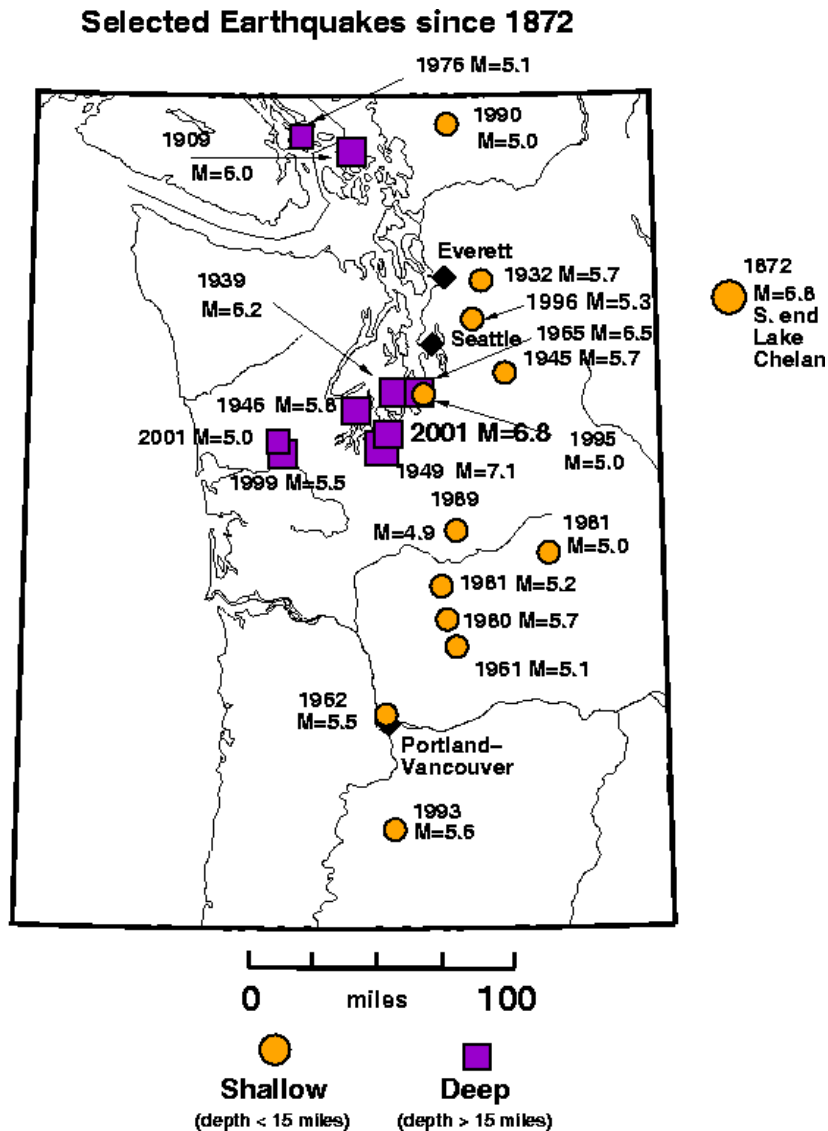 Selected Earthquakes since 1872
1976 M=5.1
1990
M=5.0
1909
M=6.0
Everett
1932 M=5.7
1872
M=6.8
S. end
Lake
Chelan
1939
M=6.2
1996 M=5.3
Seattle
1965 M=6.5
1945 M=5.7
1946 M=5.8
2001 M=6.8
2001 M=5.0
1995
M=5.0
1999 M=5.5
1949 M=7.1
1989
M=4.9
1981
M=5.0
1981 M=5.2
1980 M=5.7
1961 M=5.1
1962
M=5.5
Portland–
Vancouver
1993
M=5.6
0 miles 100
Shallow
(depth < 15 miles)
Deep
(depth > 15 miles)